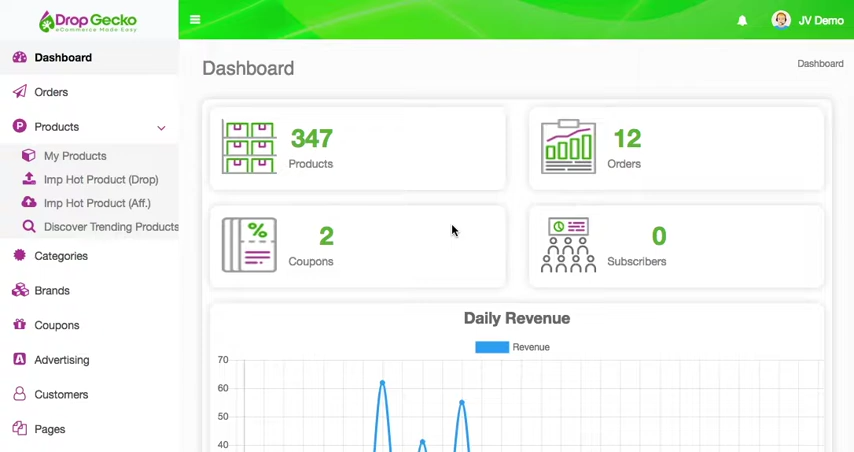 Drop Gecko
eCommerce Made Easy
JV Demo
Dashboard
Orders
P Products
My Products
Imp Hot Product (Drop)
Imp Hot Product (Aff.)
Discover Trending Products
Categories
Brands
Coupons
A Advertising
Customers
Pages
Dashboard
Dashboard
347
Products
12
Orders
%
2
Coupons
0
Subscribers
Daily Revenue
Revenue
70
60
50
40